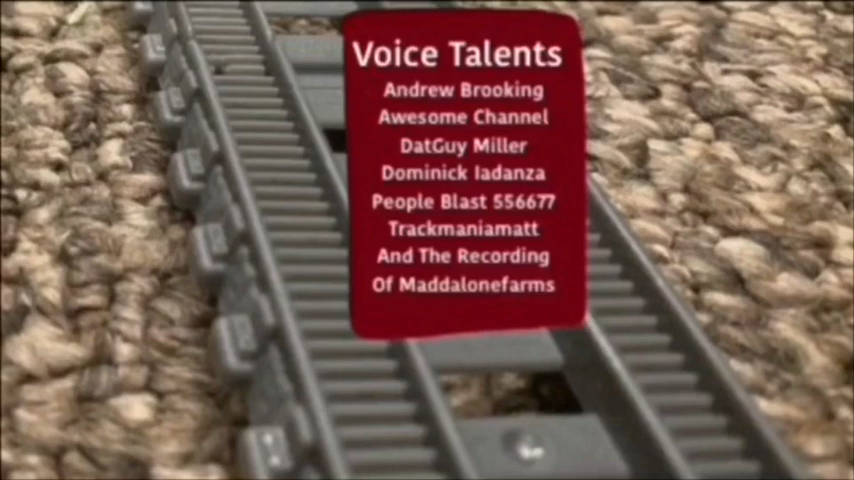 Voice Talents
Andrew Brooking
Awesome Channel
DatGuy Miller
Dominick Iadanza
People Blast 556677
Trackmaniamatt
And The Recording
Of Maddalonefarms